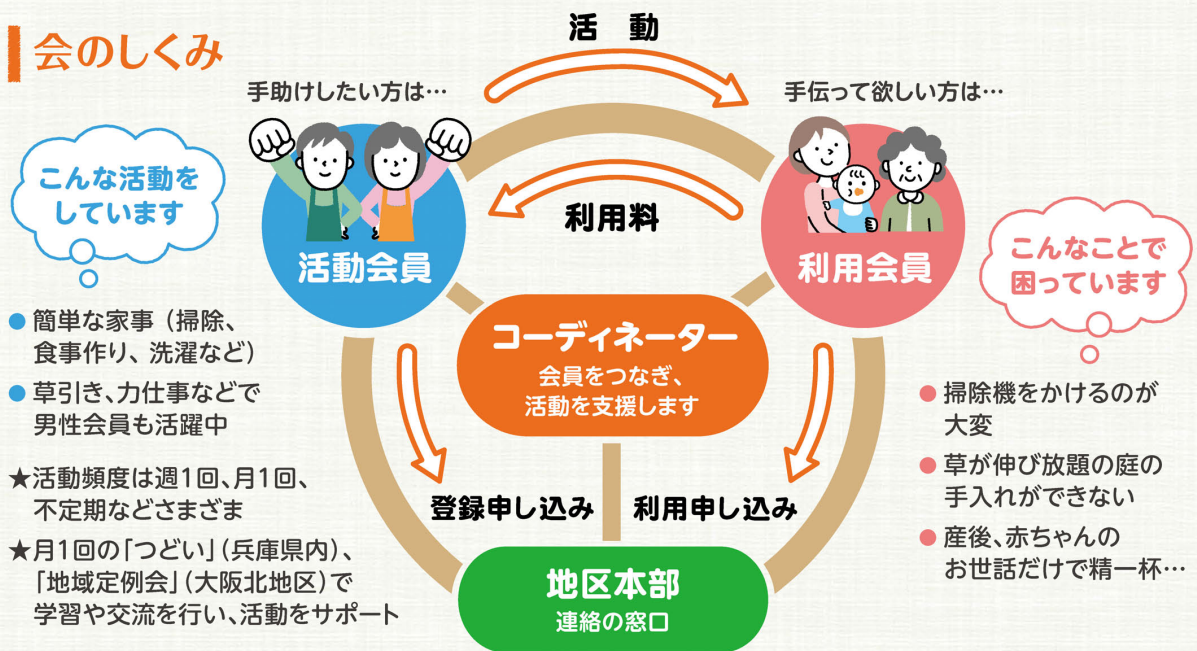 会のしくみ
活 動
手助けしたい方は…
手伝って欲しい方は…
こんな活動を
しています
活動会員
利用料
利用会員
こんなことで
困っています
● 簡単な家事（掃除、
食事作り、洗濯など）
● 草引き、力仕事などで
男性会員も活躍中
★活動頻度は週1回、月1回、
不定期などさまざま
★月1回の「つどい」（兵庫県内）、
「地域定例会」（大阪北地区）で
学習や交流を行い、活動をサポート
コーディネーター
会員をつなぎ、
活動を支援します
登録申し込み
利用申し込み
地区本部
連絡の窓口
● 掃除機をかけるのが
大変
● 草が伸び放題の庭の
手入れができない
● 産後、赤ちゃんの
お世話だけで精一杯…